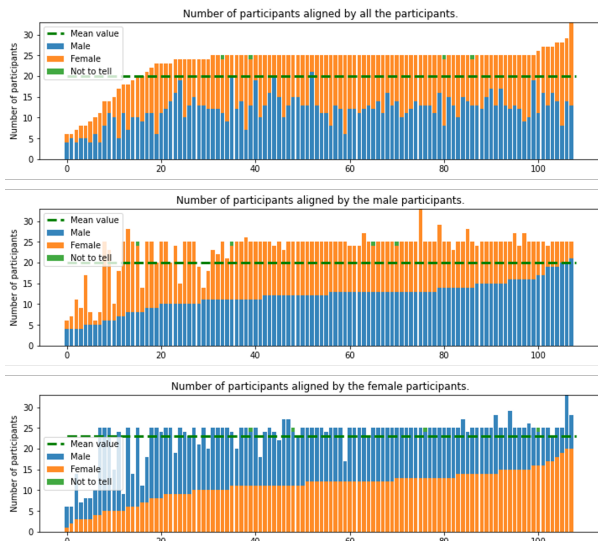 Number of participants aligned by all the participants.
Number of participants
30
25
20
15
10
5
0
Mean value
Male
Female
Not to tell
0 20 40 60 80 100
Number of participants aligned by the male participants.
Number of participants
30
25
20
15
10
5
0
Mean value
Male
Female
Not to tell
0 20 40 60 80 100
Number of participants aligned by the female participants.
Number of participants
30
25
20
15
10
5
0
Mean value
Male
Female
Not to tell
0 20 40 60 80 100